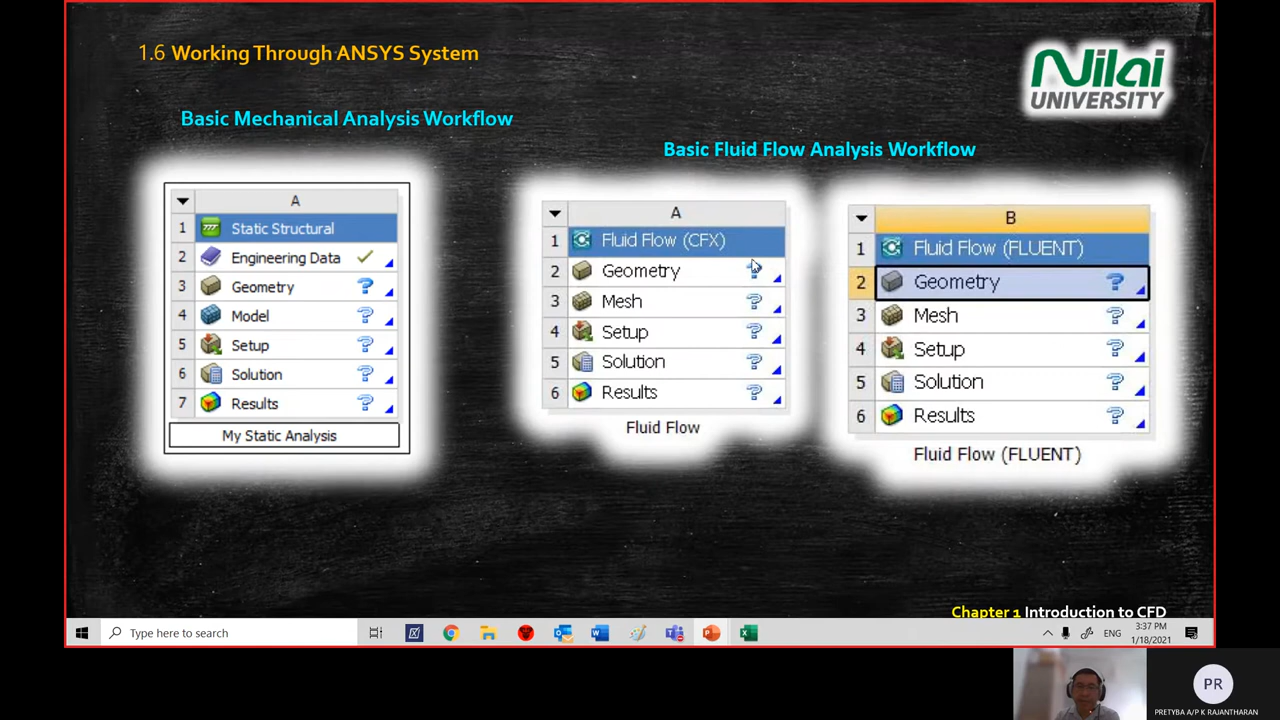 1.6 Working Through ANSYS System
Nilai
UNIVERSITY
Basic Mechanical Analysis Workflow
Basic Fluid Flow Analysis Workflow
A
1 Static Structural
2 Engineering Data
3 Geometry
4 Model
5 Setup
6 Solution
7 Results
My Static Analysis
A
1 Fluid Flow (CFX)
2 Geometry
3 Mesh
4 Setup
5 Solution
6 Results
Fluid Flow
B
1 Fluid Flow (FLUENT)
2 Geometry
3 Mesh
4 Setup
5 Solution
6 Results
Fluid Flow (FLUENT)
Chapter 1 Introduction to CFD
Type here to search
ENG
3:37 PM
1/18/2021
PR
PRETYBA A/P K RAJANTHARAN